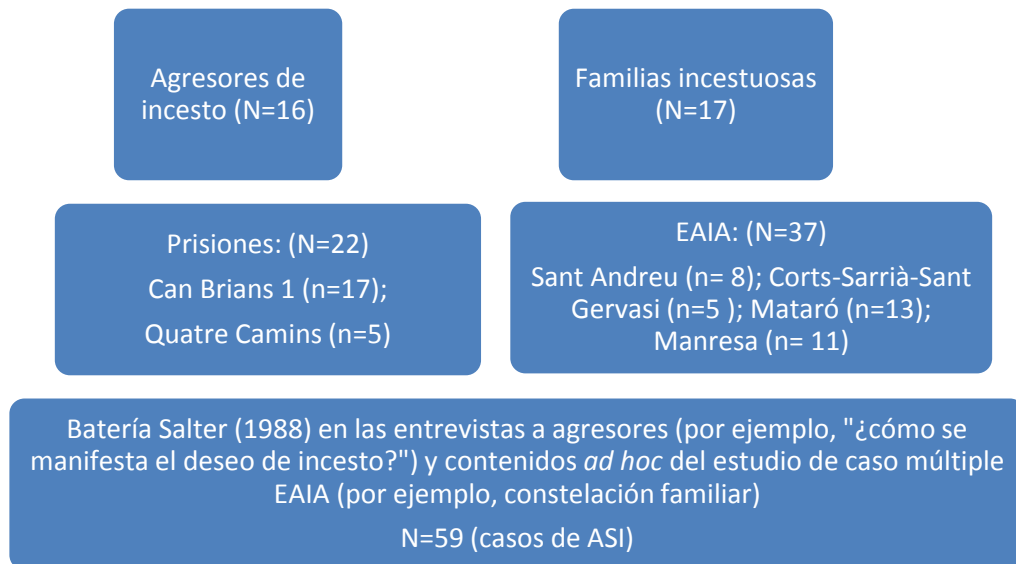 Agresores de
incesto (N=16)
Familias incestuosas
(N=17)
Prisiones: (N=22)
Can Brians 1 (n=17);
Quatre Camins (n=5)
EAIA: (N=37)
Sant Andreu (n= 8); Corts-Sarrià-Sant
Gervasi (n=5 ); Mataró (n=13);
Manresa (n= 11)
Batería Salter (1988) en las entrevistas a agresores (por ejemplo, "¿cómo se
manifesta el deseo de incesto?") y contenidos ad hoc del estudio de caso múltiple
EAIA (por ejemplo, constelación familiar)
N=59 (casos de ASI)